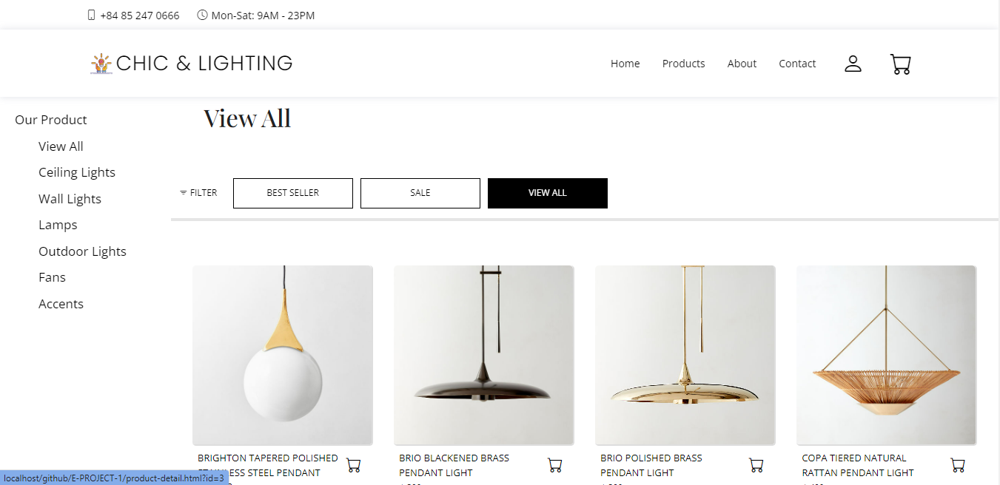 +84 85 247 0666 Mon-Sat: 9AM - 23PM
CHIC & LIGHTING
Home Products About Contact
Our Product
View All
Ceiling Lights
Wall Lights
Lamps
Outdoor Lights
Fans
Accents
View All
FILTER BEST SELLER SALE VIEW ALL
BRIGHTON TAPERED POLISHED
STAINLESS STEEL PENDANT
BRIO BLACKENED BRASS
PENDANT LIGHT
BRIO POLISHED BRASS
PENDANT LIGHT
COPA TIERED NATURAL
RATTAN PENDANT LIGHT
localhost/github/E-PROJECT-1/product-detail.html?id=3